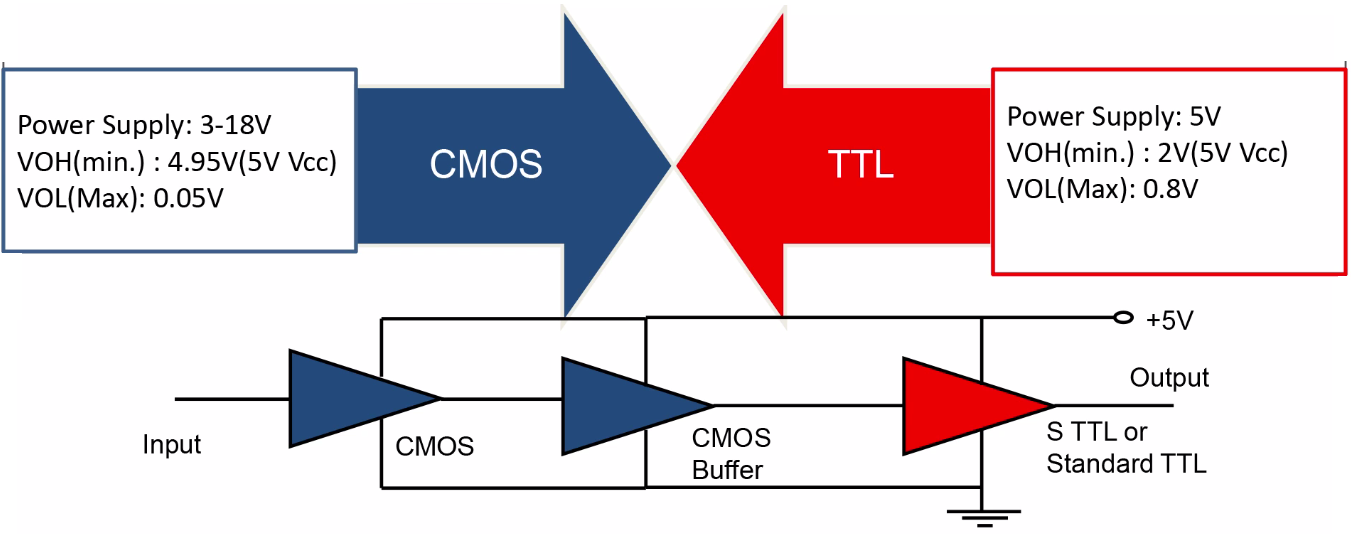 Power Supply: 3-18V
VOH(min.) : 4.95V(5V Vcc)
VOL(Max): 0.05V
CMOS
TTL
Power Supply: 5V
VOH(min.) : 2V(5V Vcc)
VOL(Max): 0.8V
+5V
Output
Input
CMOS
CMOS
Buffer
S TTL or
Standard TTL